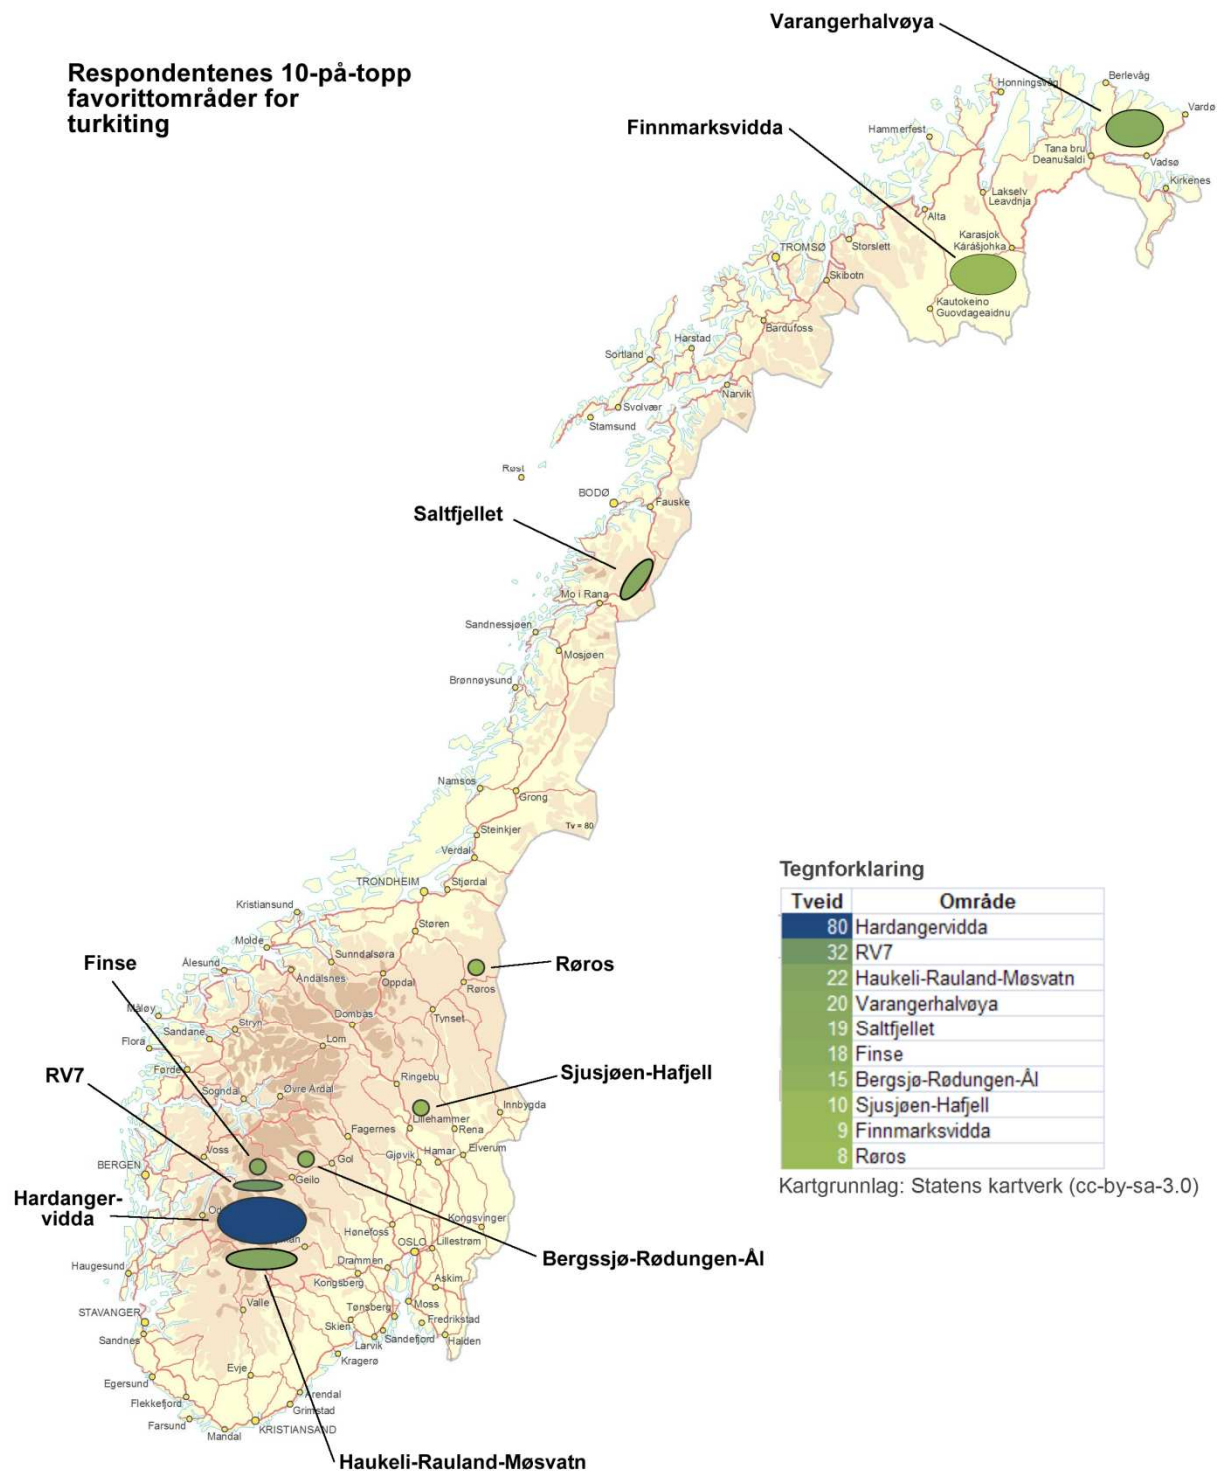 Respondentenes 10-på-topp
favorittområder for
turkiting
Varangerhalvøya
Finnmarksvidda
Berlevåg
Honningsvåg
Vardø
Hammerfest
Tana bru
Deanušaldi
Vadsø
Kirkenes
Lakselv
Leavdnja
Alta
Karasjok
Kárášjohka
Storslett
TROMSØ
Skibotn
Kautokeino
Guovdageaidnu
Bardufoss
Harstad
Sortland
Narvik
Svolvær
Stamsund
Røst
BODØ
Fauske
Saltfjellet
Mo i Rana
Sandnessjøen
Mosjøen
Brønnøysund
Namsos
Grong
Tv = 80
Steinkjer
Verdal
TRONDHEIM
Stjørdal
Kristiansund
Støren
Molde
Sunndalsøra
Finse
Ålesund
Åndalsnes
Oppdal
Røros
Røros
Måløy
Stryn
Dombås
Tynset
Sandane
Flora
Lom
RV7
Førde
Ringebu
Sjusjøen-Hafjell
Sogndal
Øvre Årdal
Innbygda
Lillehammer
Rena
Fagernes
Voss
Elverum
BERGEN
Gol
Gjøvik
Hamar
Geilo
Hardanger-
vidda
Kongsvinger
Hønefoss
OSLO
Lillestrøm
Bergssjø-Rødungen-Ål
Haugesund
Drammen
Kongsberg
Askim
Valle
Tønsberg
Moss
STAVANGER
Skien
Fredrikstad
Sandnes
Larvik
Sandefjord
Halden
Kragerø
Evje
Egersund
Arendal
Flekkefjord
Grimstad
Farsund
KRISTIANSAND
Mandal
Haukeli-Rauland-Møsvatn
Tegnforklaring
Tveid Område
80 Hardangervidda
32 RV7
22 Haukeli-Rauland-Møsvatn
20 Varangerhalvøya
19 Saltfjellet
18 Finse
15 Bergsjø-Rødungen-Ål
10 Sjusjøen-Hafjell
9 Finnmarksvidda
8 Røros
Kartgrunnlag: Statens kartverk (cc-by-sa-3.0)